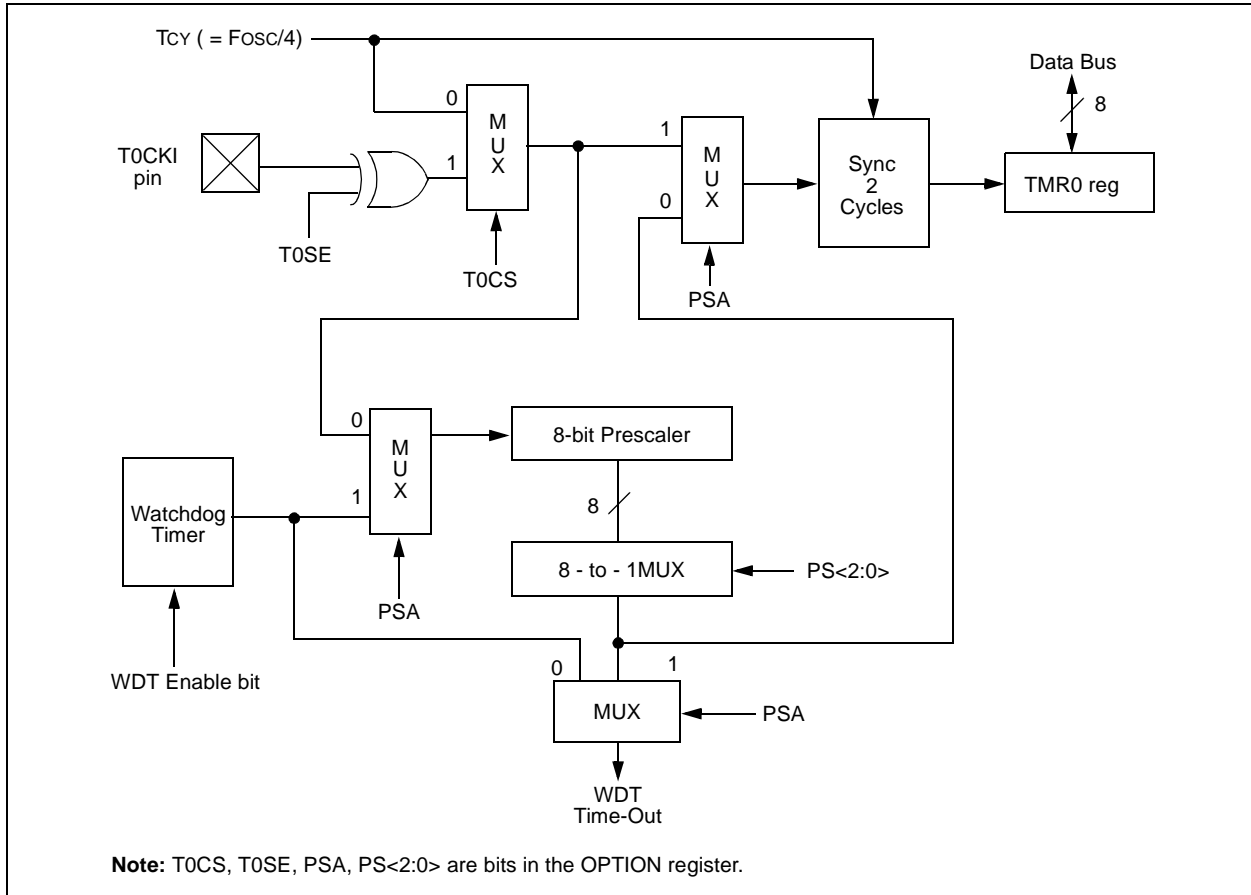 TCY ( = FOSC/4)
Data Bus
8
0
M
U
X
1
T0CKI
pin
1
T0SE
T0CS
1
M
U
X
0
PSA
Sync
2
Cycles
TMR0 reg
0
M
U
X
1
PSA
8-bit Prescaler
8
8 - to - 1MUX
PS<2:0>
Watchdog
Timer
WDT Enable bit
0
1
MUX
PSA
WDT
Time-Out
Note: T0CS, T0SE, PSA, PS<2:0> are bits in the OPTION register.